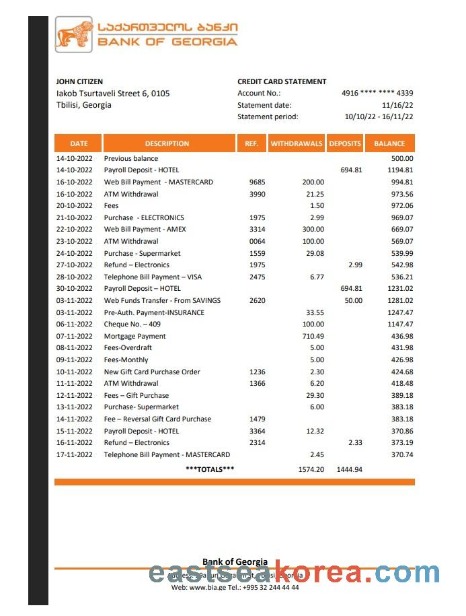 საქართველოს ბანკი
BANK OF GEORGIA
JOHN CITIZEN
Iakob Tsurtaveli Street 6, 0105
Tbilisi, Georgia
CREDIT CARD STATEMENT
Account No.: 4916 **** **** 4339
Statement date: 11/16/22
Statement period: 10/10/22 - 16/11/22
DATE DESCRIPTION REF. WITHDRAWALS DEPOSITS BALANCE
14-10-2022 Previous balance 500.00
14-10-2022 Payroll Deposit - HOTEL 694.81 1194.81
16-10-2022 Web Bill Payment - MASTERCARD 9685 200.00 994.81
16-10-2022 ATM Withdrawal 3990 21.25 973.56
20-10-2022 Fees 1.50 972.06
21-10-2022 Purchase - ELECTRONICS 1975 2.99 969.07
22-10-2022 Web Bill Payment - AMEX 3314 300.00 669.07
23-10-2022 ATM Withdrawal 0064 100.00 569.07
24-10-2022 Purchase - Supermarket 1559 29.08 539.99
27-10-2022 Refund – Electronics 1975 2.99 542.98
28-10-2022 Telephone Bill Payment – VISA 2475 6.77 536.21
30-10-2022 Payroll Deposit – HOTEL 694.81 1231.02
03-11-2022 Web Funds Transfer - From SAVINGS 2620 50.00 1281.02
03-11-2022 Pre-Auth. Payment-INSURANCE 33.55 1247.47
06-11-2022 Cheque No. – 409 100.00 1147.47
07-11-2022 Mortgage Payment 710.49 436.98
08-11-2022 Fees-Overdraft 5.00 431.98
09-11-2022 Fees-Monthly 5.00 426.98
10-11-2022 New Gift Card Purchase Order 1236 2.30 424.68
11-11-2022 ATM Withdrawal 1366 6.20 418.48
12-11-2022 Fees – Gift Purchase 29.30 389.18
13-11-2022 Purchase- Supermarket 6.00 383.18
14-11-2022 Fee – Reversal Gift Card Purchase 1479 383.18
15-11-2022 Payroll Deposit - HOTEL 3364 12.32 370.86
16-11-2022 Refund – Electronics 2314 2.33 373.19
17-11-2022 Telephone Bill Payment - MASTERCARD 2.45 370.74
***TOTALS*** 1574.20 1444.94
Bank of Georgia
eastseakorea.com
Web: www.bia.ge Tel.: +995 32 244 44 44